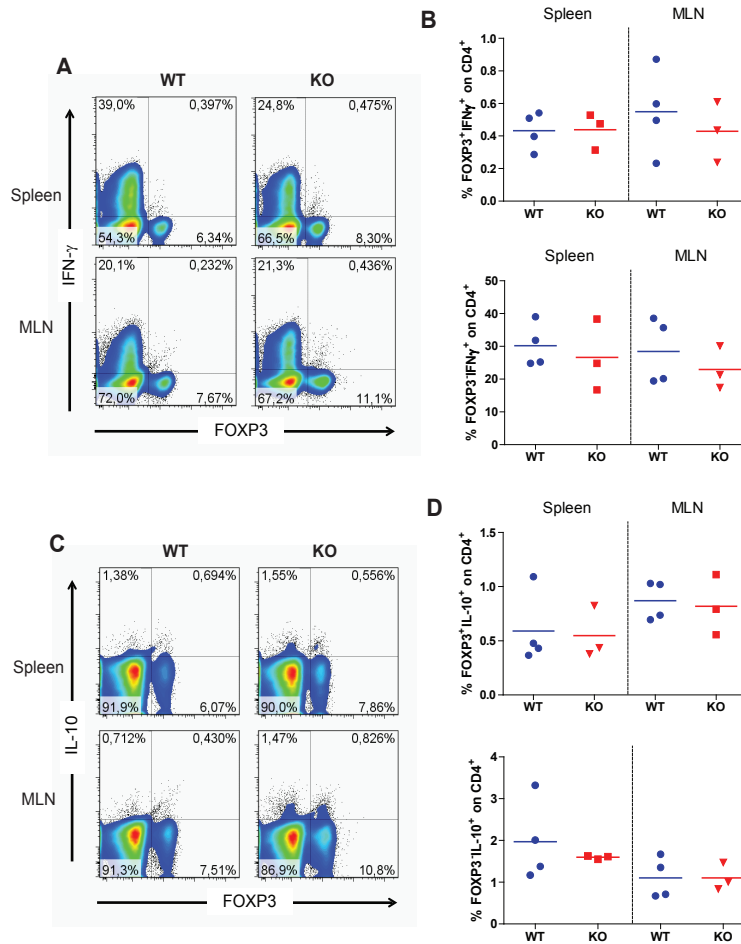 A
WT
KO
39,0%
0,397%
24,8%
0,475%
Spleen
54,3%
6,34%
66,5%
8,30%
IFN-γ
20,1%
0,232%
21,3%
0,436%
MLN
72,0%
7,67%
67,2%
11,1%
FOXP3
B
Spleen
MLN
% FOXP3+IFNγ+ on CD4+
1.0
0.8
0.6
0.4
0.2
0.0
WT
KO
WT
KO
Spleen
MLN
% FOXP3-IFNγ+ on CD4+
50
40
30
20
10
0
WT
KO
WT
KO
C
WT
KO
1,38%
0,694%
1,55%
0,556%
Spleen
91,9%
6,07%
90,0%
7,86%
IL-10
0,712%
0,430%
1,47%
0,826%
MLN
91,3%
7,51%
86,9%
10,8%
FOXP3
D
Spleen
MLN
% FOXP3+IL-10+ on CD4+
1.5
1.0
0.5
0.0
WT
KO
WT
KO
% FOXP3-IL-10+ on CD4+
4
3
2
1
0
WT
KO
WT
KO